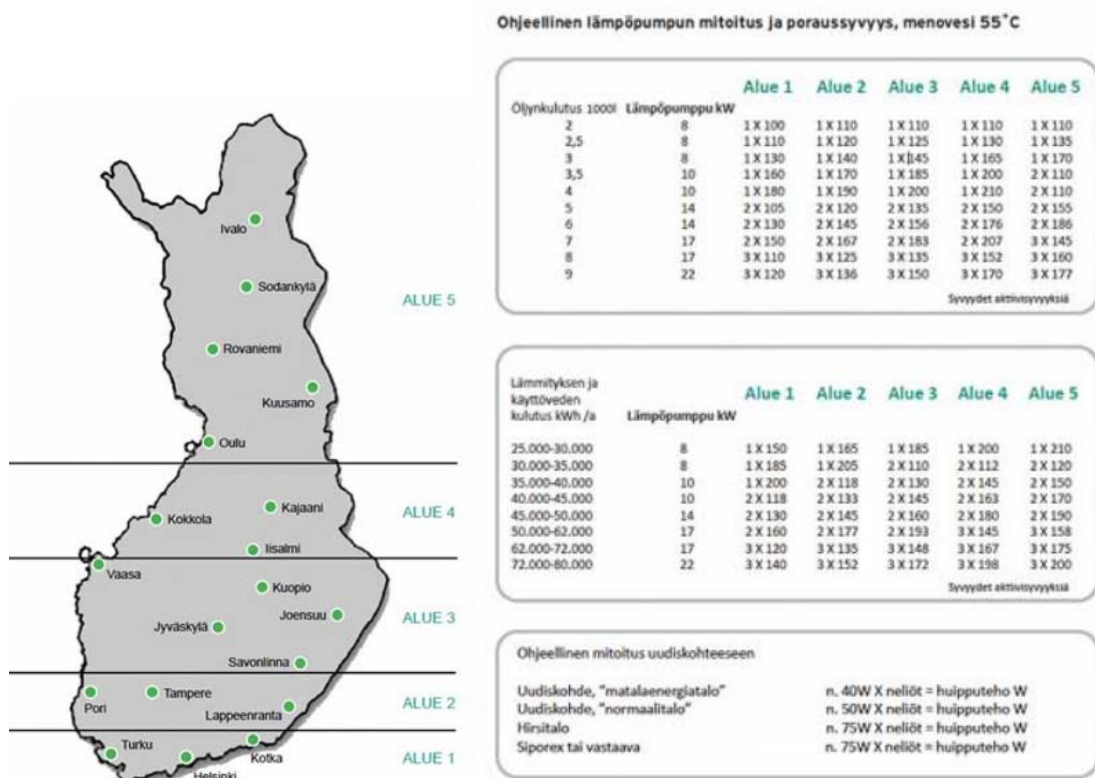 Ivalo
Sodankylä
ALUE 5
Rovaniemi
Kuusamo
Oulu
Kajaani
ALUE 4
Kokkola
Iisalmi
Vaasa
Kuopio
Joensuu
ALUE 3
Jyväskylä
Savonlinna
Tampere
Pori
ALUE 2
Lappeenranta
Turku
Kotka
ALUE 1
Helsinki
Ohjeellinen lämpöpumpun mitoitus ja poraussyvyys, menovesi 55˚C
Alue 1 Alue 2 Alue 3 Alue 4 Alue 5
Öljynkulutus 1000l Lämpöpumppu kW
2 8 1 X 100 1 X 110 1 X 110 1 X 110 1 X 110
2,5 8 1 X 110 1 X 120 1 X 125 1 X 130 1 X 135
3 8 1 X 130 1 X 140 1 X 145 1 X 165 1 X 170
3,5 10 1 X 160 1 X 170 1 X 185 1 X 200 2 X 110
4 10 1 X 180 1 X 190 1 X 200 1 X 210 2 X 110
5 14 2 X 105 2 X 120 2 X 135 2 X 150 2 X 155
6 14 2 X 130 2 X 145 2 X 156 2 X 176 2 X 186
7 17 2 X 150 2 X 167 2 X 183 2 X 207 3 X 145
8 17 3 X 110 3 X 125 3 X 135 3 X 152 3 X 160
9 22 3 X 120 3 X 136 3 X 150 3 X 170 3 X 177
Syvyydet aktiivisyvyyksiä
Lämmityksen ja
käyttöveden
kulutus kWh /a Lämpöpumppu kW Alue 1 Alue 2 Alue 3 Alue 4 Alue 5
25.000-30.000 8 1 X 150 1 X 165 1 X 185 1 X 200 1 X 210
30.000-35.000 8 1 X 185 1 X 205 2 X 110 2 X 112 2 X 120
35.000-40.000 10 1 X 200 2 X 118 2 X 130 2 X 145 2 X 150
40.000-45.000 10 2 X 118 2 X 133 2 X 145 2 X 163 2 X 170
45.000-50.000 14 2 X 130 2 X 145 2 X 160 2 X 180 2 X 190
50.000-62.000 17 2 X 160 2 X 177 2 X 193 3 X 145 3 X 158
62.000-72.000 17 3 X 120 3 X 135 3 X 148 3 X 167 3 X 175
72.000-80.000 22 3 X 140 3 X 152 3 X 172 3 X 198 3 X 200
Syvyydet aktiivisyvyyksiä
Ohjeellinen mitoitus uudiskohteeseen
Uudiskohde, "matalaenergiatalo" n. 40W X neliöt = huipputeho W
Uudiskohde, "normaalitalo" n. 50W X neliöt = huipputeho W
Hirsitalo n. 75W X neliöt = huipputeho W
Siporex tai vastaava n. 75W X neliöt = huipputeho W